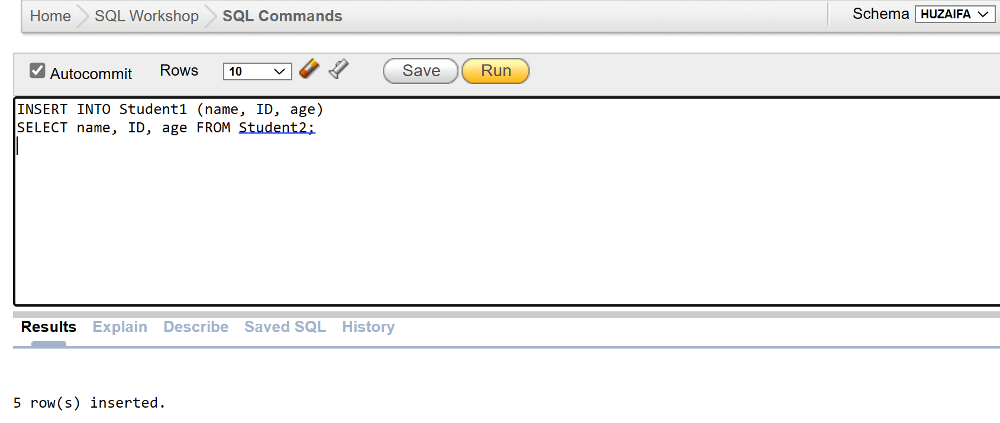 Home SQL Workshop SQL Commands Schema HUZAIFA
Autocommit Rows 10 Save Run
INSERT INTO Student1 (name, ID, age)
SELECT name, ID, age FROM Student2;
Results Explain Describe Saved SQL History
5 row(s) inserted.